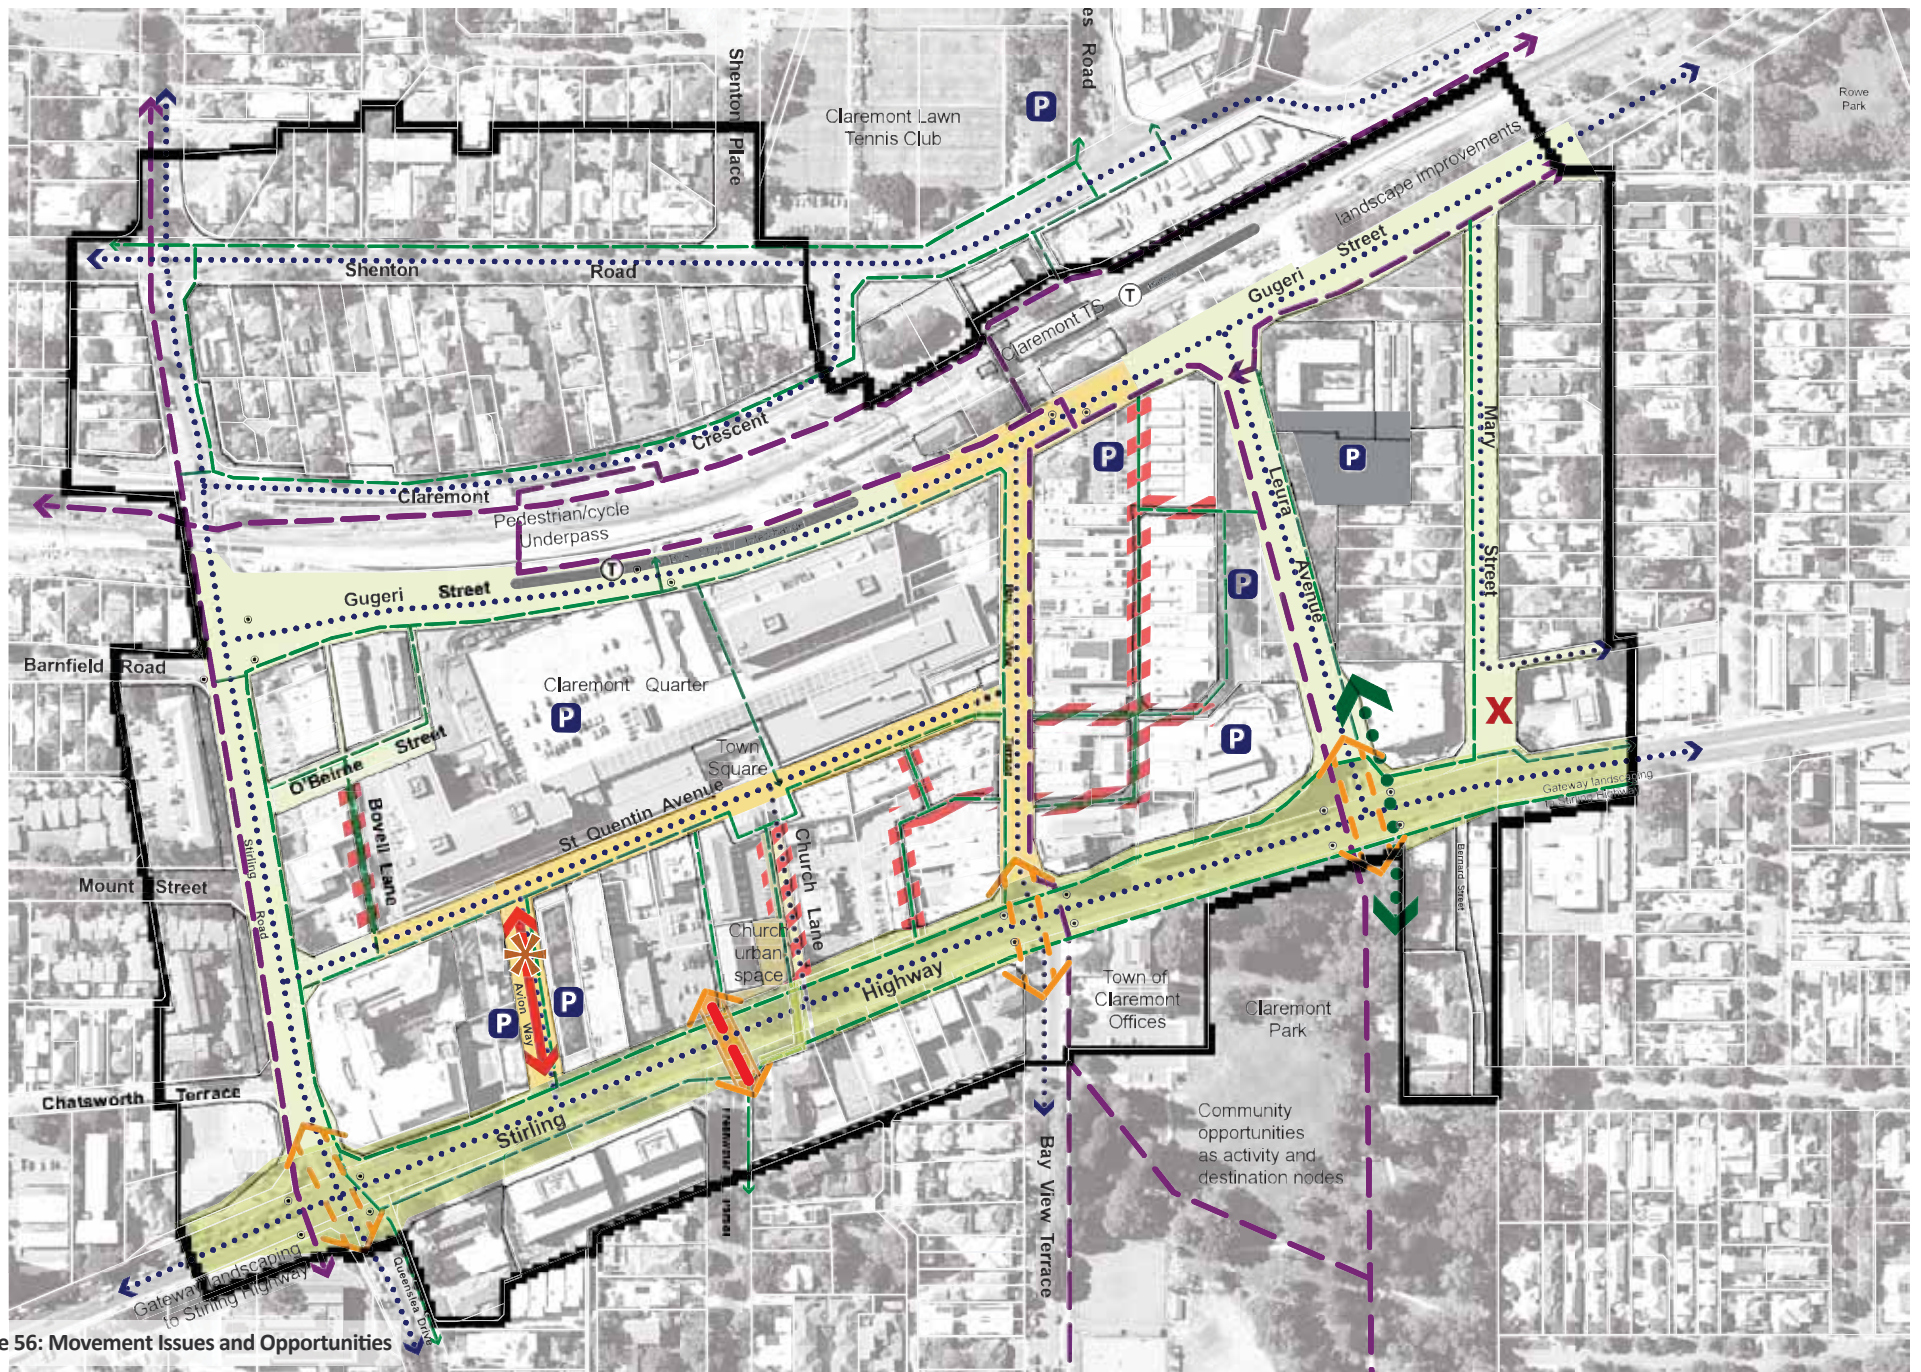 es Road
Shenton Place
Rowe
Park
Claremont Lawn
Tennis Club
P
landscape improvements
Shenton Road
Gugeri Street
T
Claremont TS
Crescent
Claremont
Mary Street
P
P
Leura Avenue
Pedestrian/cycle
Underpass
T
Gugeri Street
P
Barnfield Road
Claremont Quarter
P
X
Town
Square
P
O'Beirne Street
Gateway landscaping
to Stirling Highway
St Quentin Avenue
Bovell Lane
Church Lane
Stirling Road
Bernard Street
Mount Street
Church
urban
space
Highway
Town of
Claremont
Offices
Claremont
Park
Avion Way
P
P
Chatsworth Terrace
Stirling
Community
opportunities
as activity and
destination nodes
Bay View Terrace
Gateway landscaping
to Stirling Highway
Queenslea Drive
e 56: Movement Issues and Opportunities